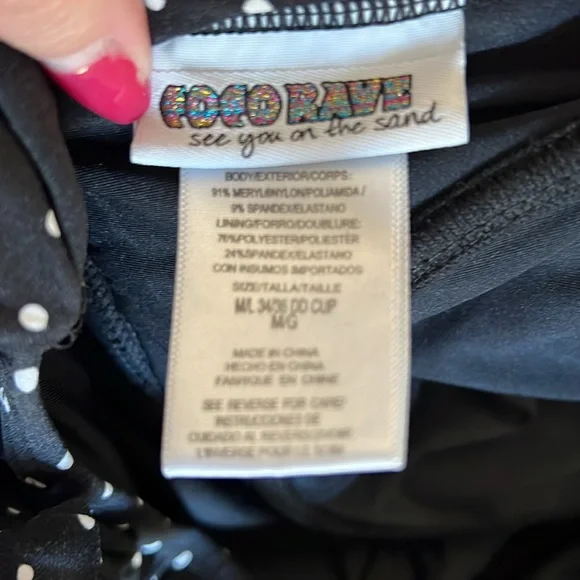 COCO RAVE
see you on the sand
BODY/EXTERIOR/CORPS:
91% MERYL/NYLON/POLIAMIDA/
9% SPANDEX/ELASTANO
LINING/FORRO/DOUBLURE:
76%POLYESTER/POLIESTER
24%SPANDEX/ELASTANO
CON INSUMOS IMPORTADOS
SIZE/TALLA/TAILLE
M/L 34/36 DD CUP
M/G
MADE IN CHINA
HECHO EN CHINA
FABRIQUE EN CHINE
SEE REVERSE FOR CARE/
INSTRUCCIONES DE
CUIDADO AL REVERSO/VOIR
L'INVERSE POUR LE SOIN